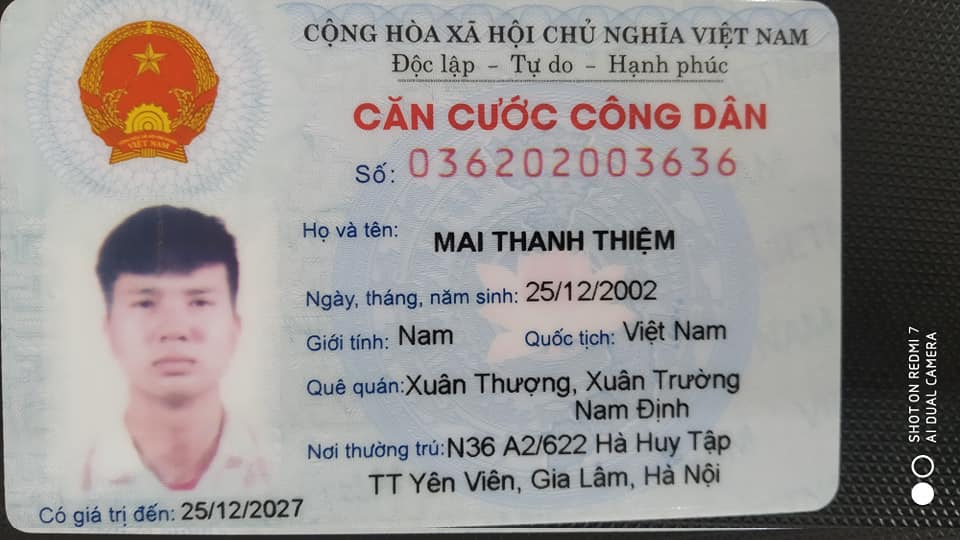 CỘNG HÒA XÃ HỘI CHỦ NGHĨA VIỆT NAM
Độc lập - Tự do - Hạnh phúc
CĂN CƯỚC CÔNG DÂN
Số: 036202003636
Họ và tên: MAI THANH THIỆM
Ngày, tháng, năm sinh: 25/12/2002
Giới tính: Nam Quốc tịch: Việt Nam
Quê quán: Xuân Thượng, Xuân Trường
Nam Định
Nơi thường trú: N36 A2/622 Hà Huy Tập
TT Yên Viên, Gia Lâm, Hà Nội
Có giá trị đến: 25/12/2027
VIỆT NAM
SHOT ON REDMI 7
AI DUAL CAMERA